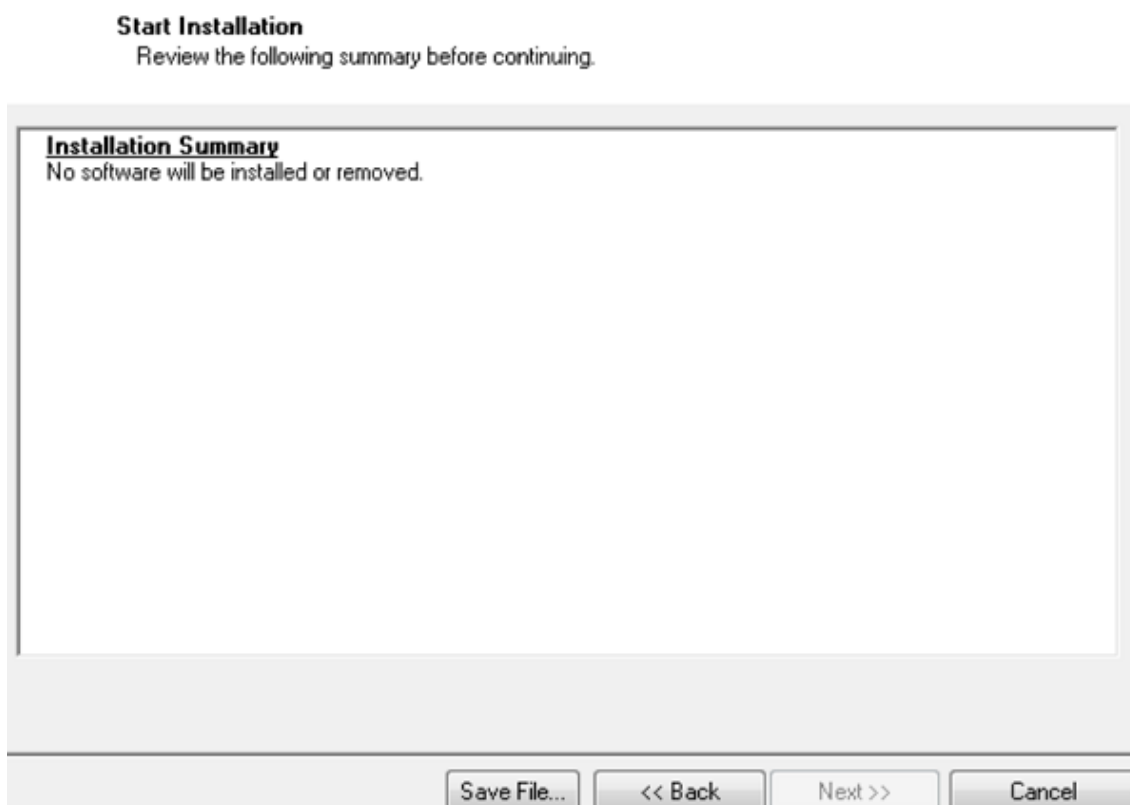 Start Installation
Review the following summary before continuing.
Installation Summary
No software will be installed or removed.
Save File... << Back Next >> Cancel